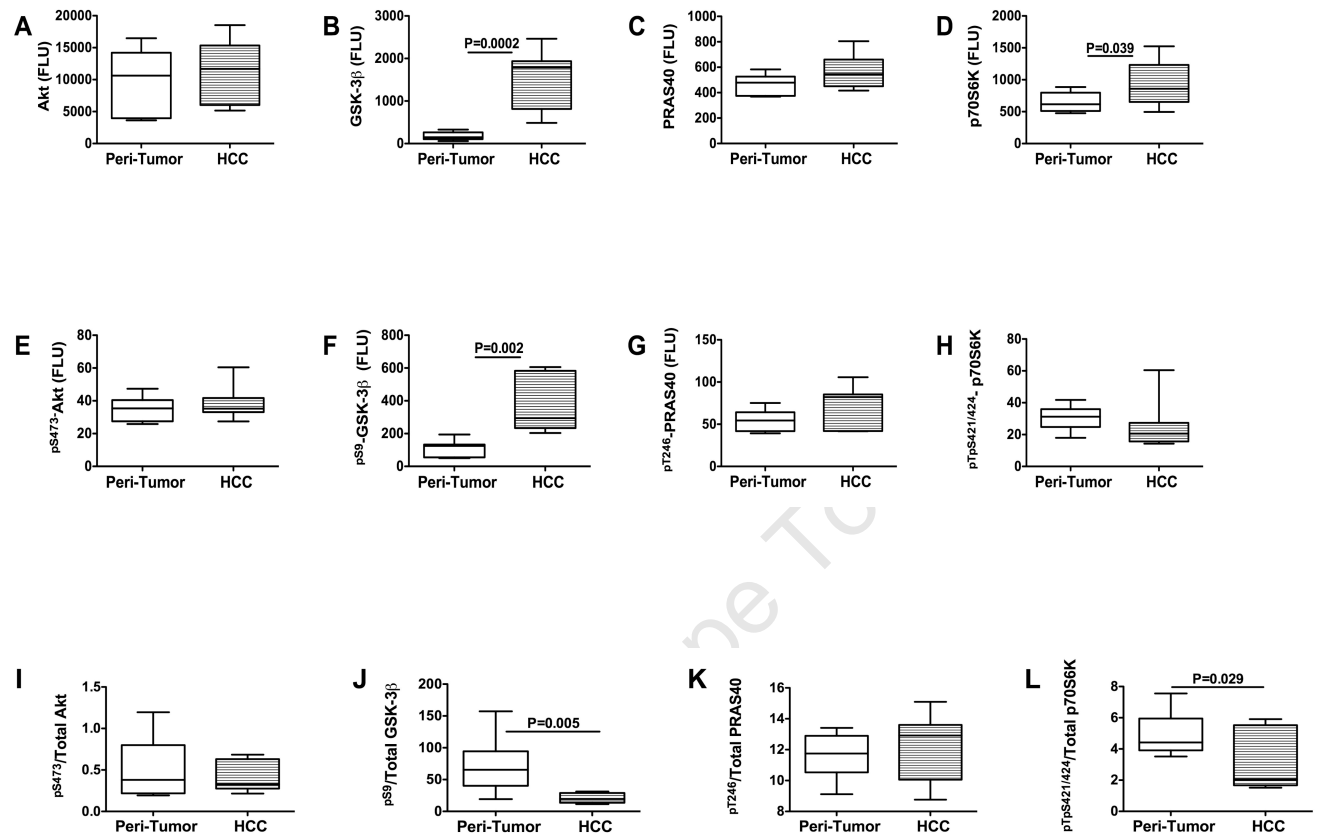 A
Akt (FLU)
20000
15000
10000
5000
0
Peri-Tumor HCC
B
GSK-3β (FLU)
3000
2000
1000
0
P=0.0002
Peri-Tumor HCC
C
PRAS40 (FLU)
1000
800
600
400
200
0
Peri-Tumor HCC
D
p70S6K (FLU)
2000
1500
1000
500
0
P=0.039
Peri-Tumor HCC
E
pS473-Akt (FLU)
80
60
40
20
0
Peri-Tumor HCC
F
pS9-GSK-3β (FLU)
800
600
400
200
0
P=0.002
Peri-Tumor HCC
G
pT246-PRAS40 (FLU)
150
100
50
0
Peri-Tumor HCC
H
pTpS421/424- p70S6K
80
60
40
20
0
Peri-Tumor HCC
I
pS473/Total Akt
1.5
1.0
0.5
0.0
Peri-Tumor HCC
J
pS9/Total GSK-3β
200
150
100
50
0
P=0.005
Peri-Tumor HCC
K
pT246/Total PRAS40
16
14
12
10
8
Peri-Tumor HCC
L
pTpS421/424/Total p70S6K
8
6
4
2
0
P=0.029
Peri-Tumor HCC